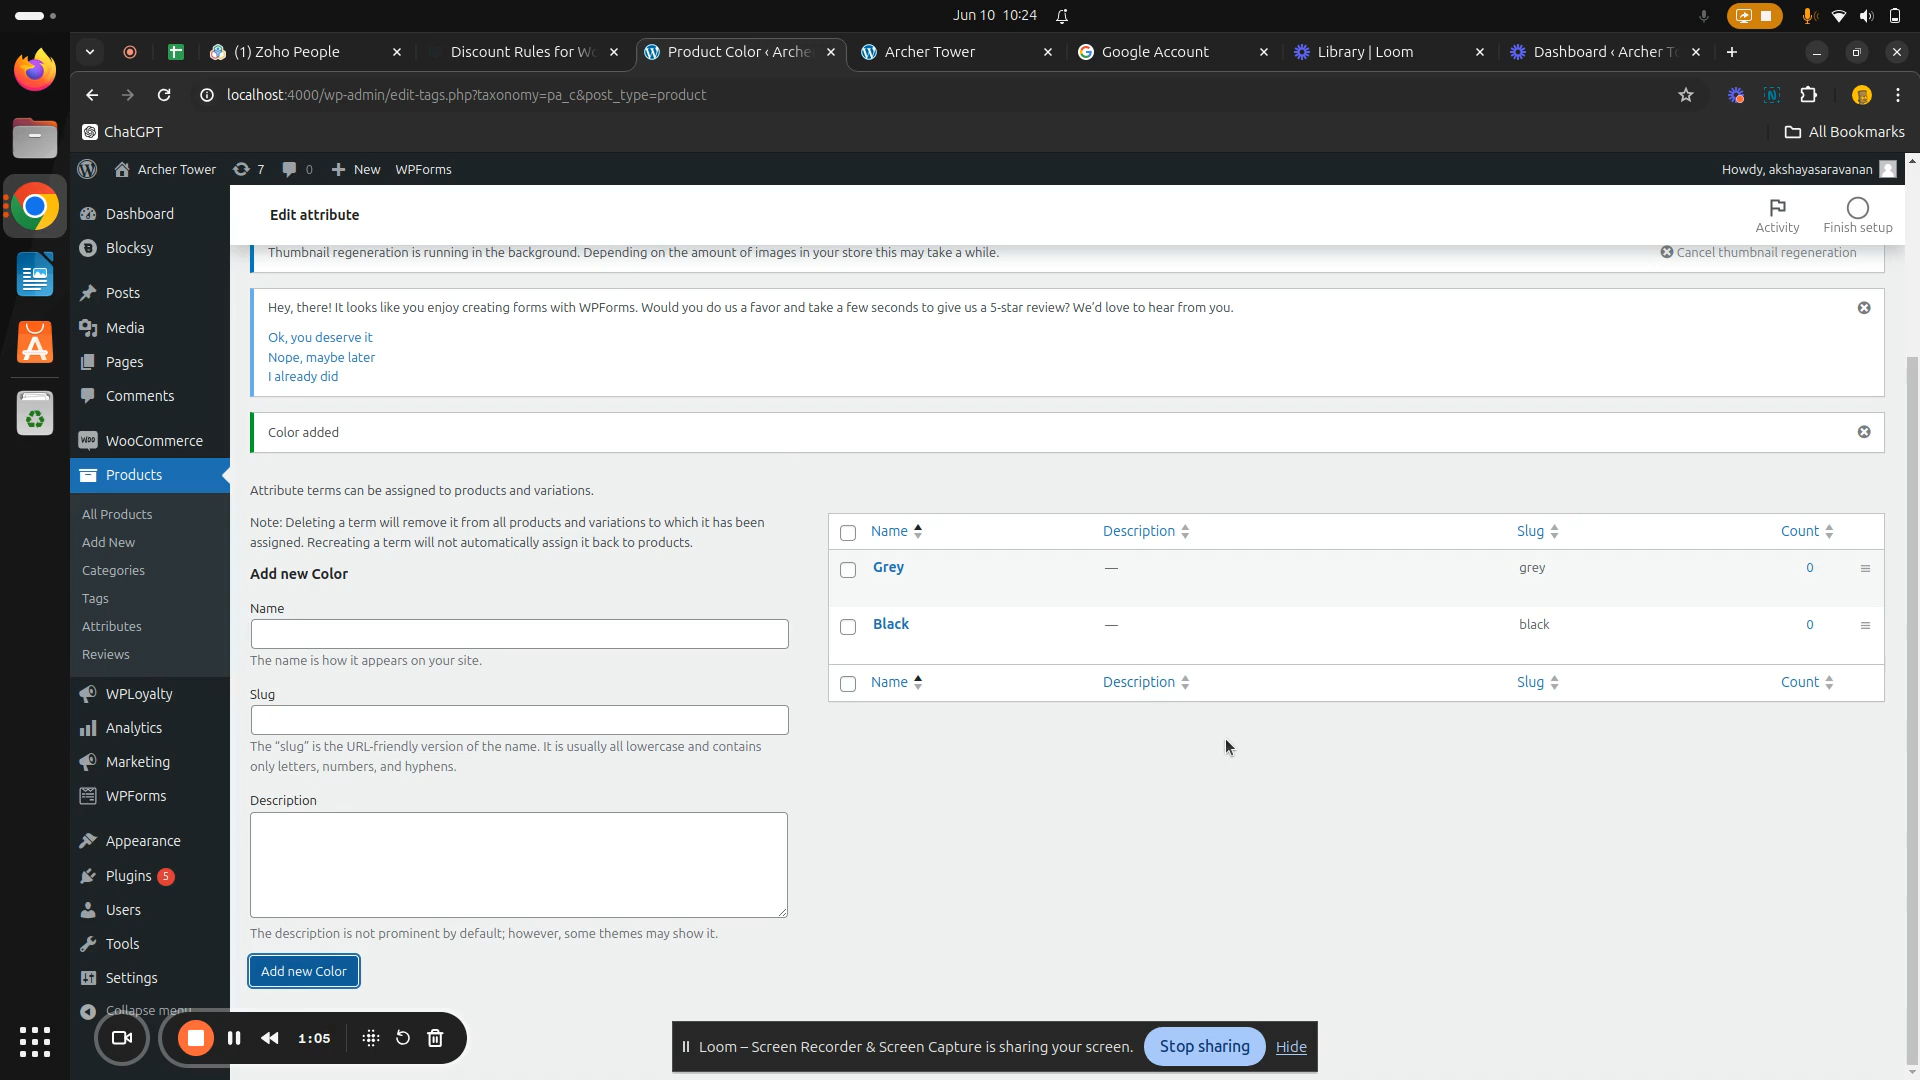 Jun 10 10:24
(1) Zoho People
Discount Rules for Wo
Product Color ‹ Arche
Archer Tower
Google Account
Library | Loom
Dashboard ‹ Archer To
localhost:4000/wp-admin/edit-tags.php?taxonomy=pa_c&post_type=product
ChatGPT
All Bookmarks
Archer Tower
7
0
New
WPForms
Howdy, akshayasaravanan
Dashboard
Blocksy
Posts
Media
Pages
Comments
WooCommerce
Products
All Products
Add New
Categories
Tags
Attributes
Reviews
WPLoyalty
Analytics
Marketing
WPForms
Appearance
Plugins 5
Users
Tools
Settings
Collapse menu
Edit attribute
Activity
Finish setup
Thumbnail regeneration is running in the background. Depending on the amount of images in your store this may take a while.
Cancel thumbnail regeneration
Hey, there! It looks like you enjoy creating forms with WPForms. Would you do us a favor and take a few seconds to give us a 5-star review? We’d love to hear from you.
Ok, you deserve it
Nope, maybe later
I already did
Color added
Attribute terms can be assigned to products and variations.
Note: Deleting a term will remove it from all products and variations to which it has been
assigned. Recreating a term will not automatically assign it back to products.
Add new Color
Name
The name is how it appears on your site.
Slug
The “slug” is the URL-friendly version of the name. It is usually all lowercase and contains
only letters, numbers, and hyphens.
Description
The description is not prominent by default; however, some themes may show it.
Add new Color
Name Description Slug Count
Grey — grey 0
Black — black 0
Name Description Slug Count
1:05
Loom – Screen Recorder & Screen Capture is sharing your screen.
Stop sharing
Hide